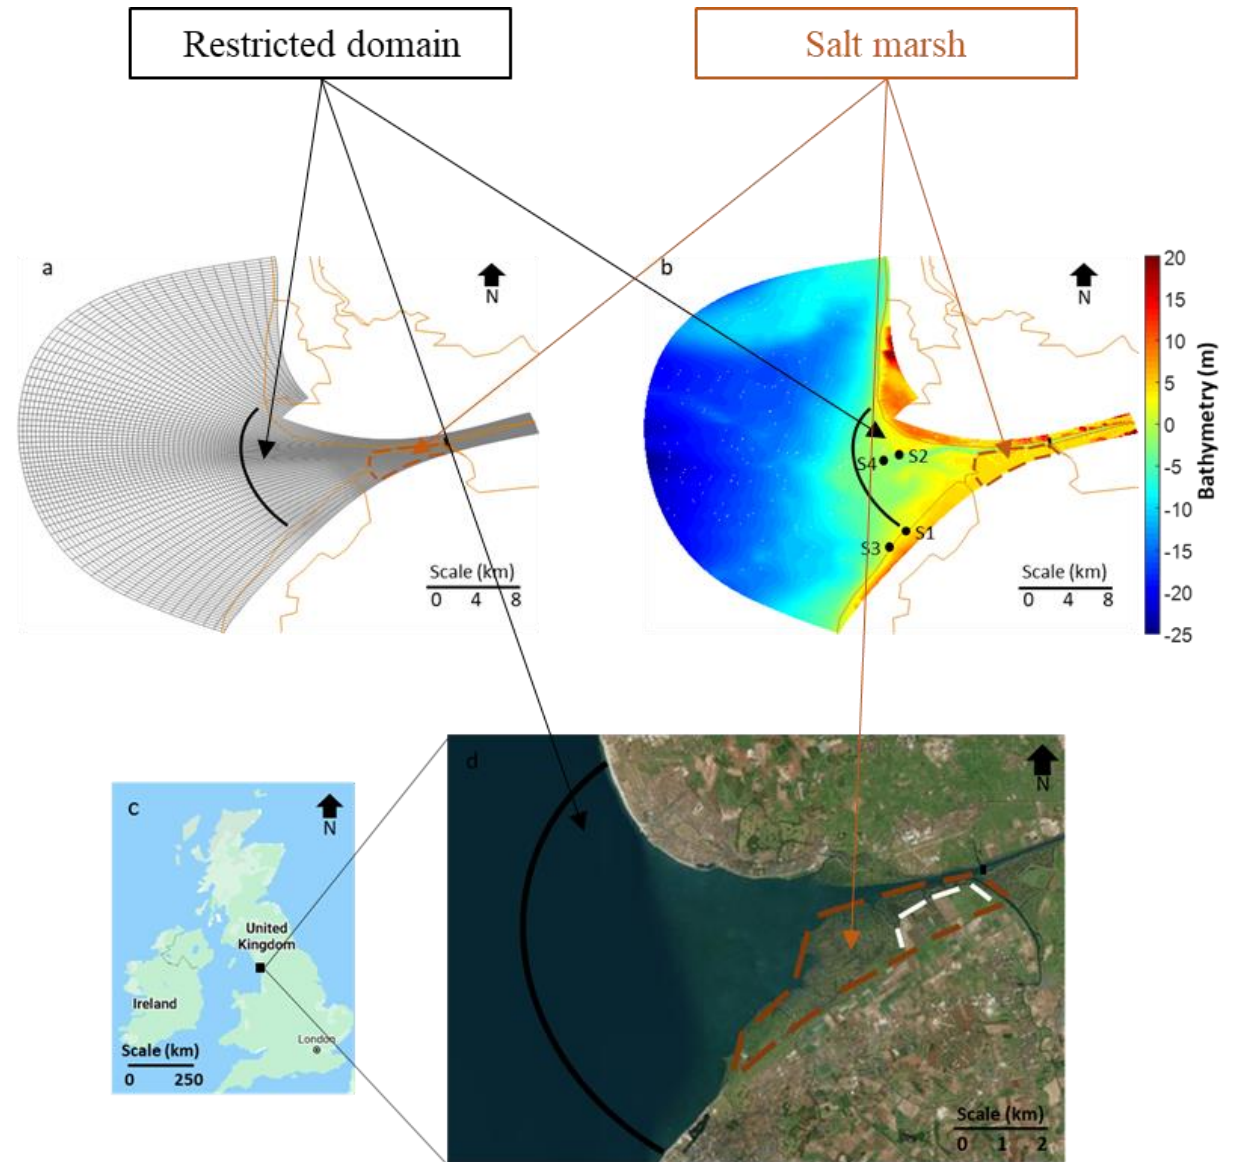 Restricted domain
Salt marsh
a
N
Scale (km)
0 4 8
b
N
S4
S2
S1
S3
Scale (km)
0 4 8
20
15
10
5
0
-5
-10
-15
-20
-25
Bathymetry (m)
c
N
United
Kingdom
Ireland
London
Scale (km)
0 250
d
N
Scale (km)
0 1 2